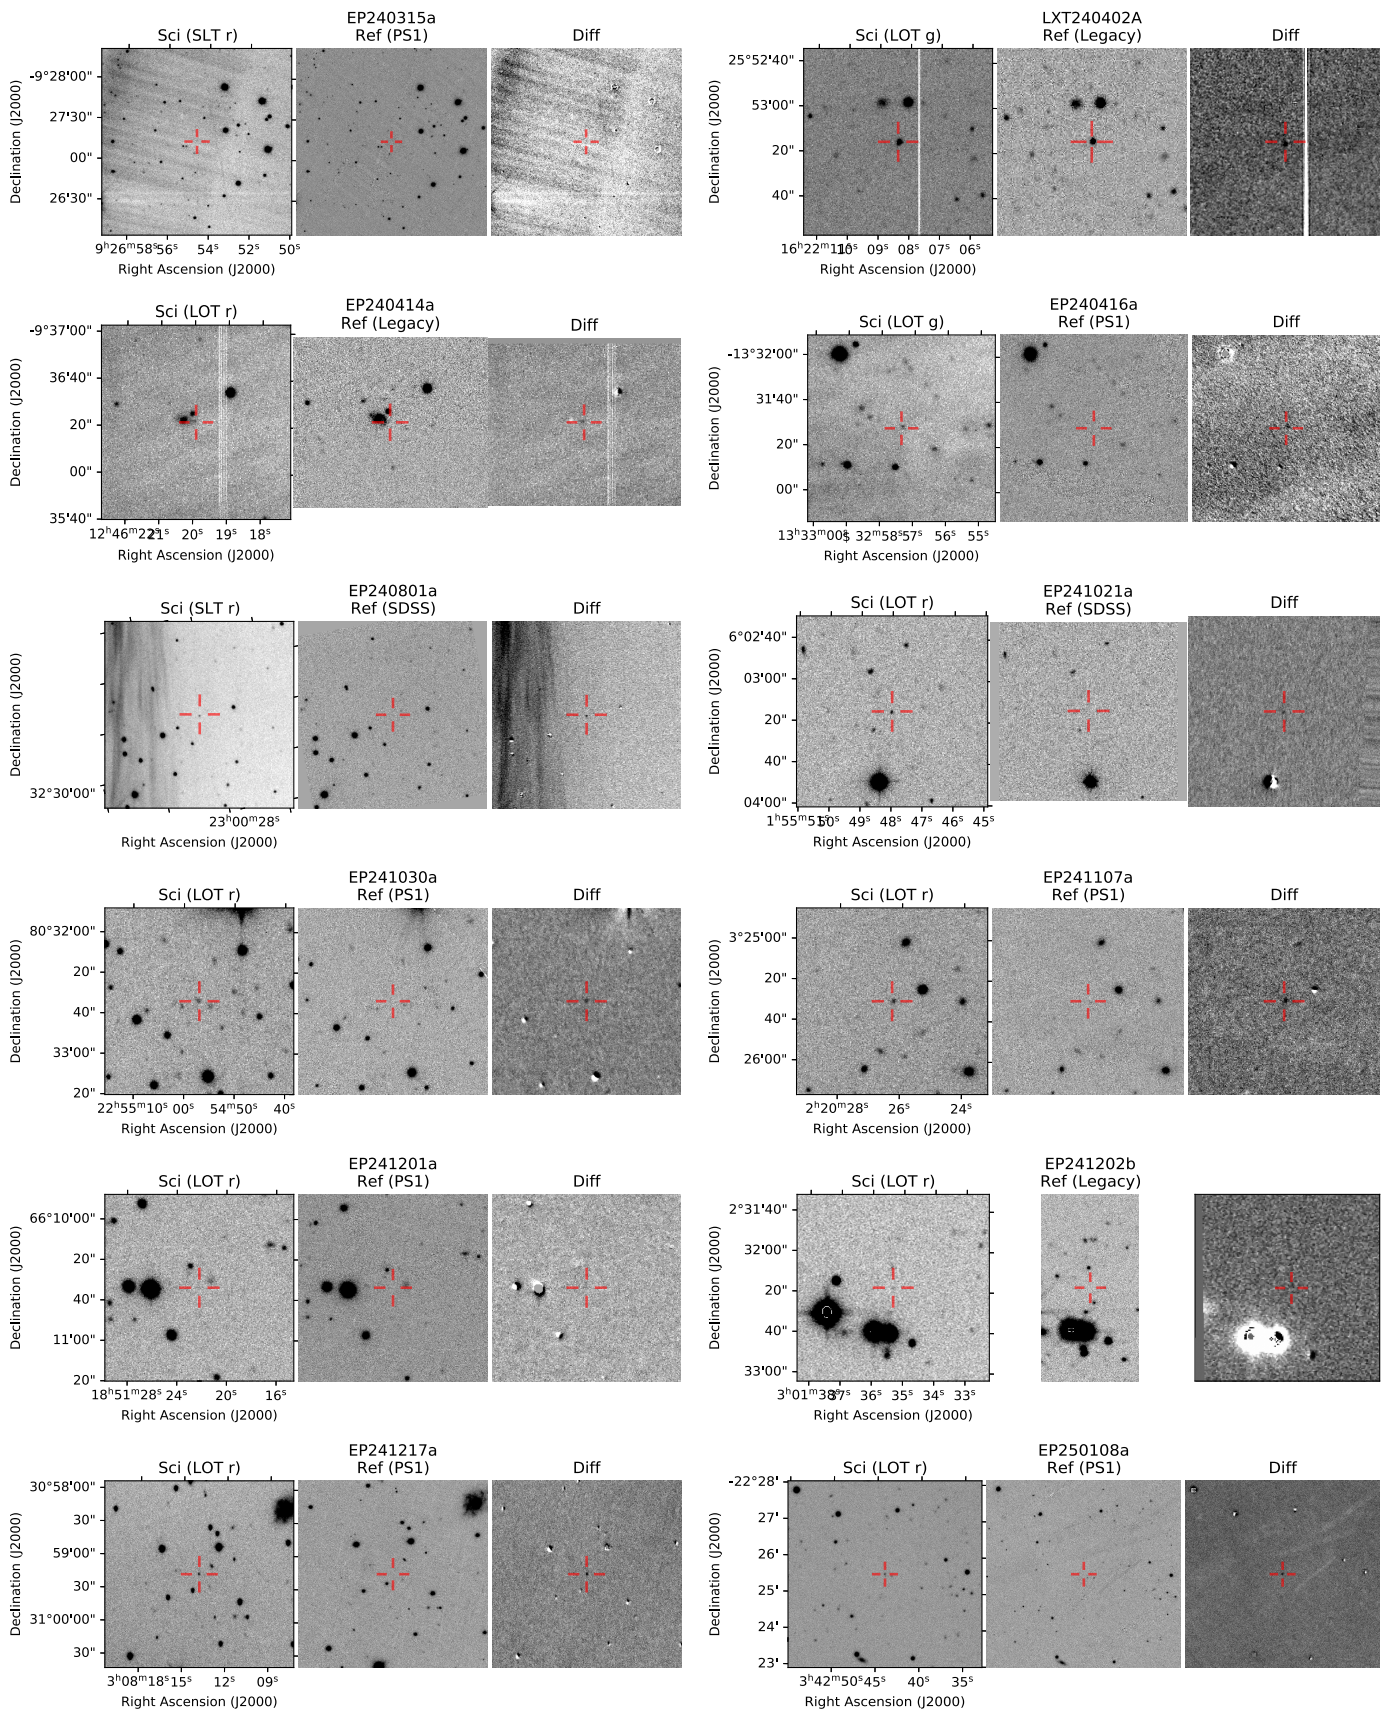 EP240315a
Sci (SLT r) Ref (PS1) Diff
Declination (J2000)
-9°28'00"
27'30"
00"
26'30"
9ʰ26ᵐ58ˢ 56ˢ 54ˢ 52ˢ 50ˢ
Right Ascension (J2000)
LXT240402A
Sci (LOT g) Ref (Legacy) Diff
Declination (J2000)
25°52'40"
53'00"
20"
40"
16ʰ22ᵐ11ˢ 10ˢ 09ˢ 08ˢ 07ˢ 06ˢ
Right Ascension (J2000)
EP240414a
Sci (LOT r) Ref (Legacy) Diff
Declination (J2000)
-9°37'00"
36'40"
20"
00"
35'40"
12ʰ46ᵐ22ˢ 21ˢ 20ˢ 19ˢ 18ˢ
Right Ascension (J2000)
EP240416a
Sci (LOT g) Ref (PS1) Diff
Declination (J2000)
-13°32'00"
31'40"
20"
00"
13ʰ33ᵐ00ˢ 32ᵐ58ˢ 57ˢ 56ˢ 55ˢ
Right Ascension (J2000)
EP240801a
Sci (SLT r) Ref (SDSS) Diff
Declination (J2000)
32°30'00"
23ʰ00ᵐ28ˢ
Right Ascension (J2000)
EP241021a
Sci (LOT r) Ref (SDSS) Diff
Declination (J2000)
6°02'40"
03'00"
20"
40"
04'00"
1ʰ55ᵐ51ˢ 50ˢ 49ˢ 48ˢ 47ˢ 46ˢ 45ˢ
Right Ascension (J2000)
EP241030a
Sci (LOT r) Ref (PS1) Diff
Declination (J2000)
80°32'00"
20"
40"
33'00"
20"
22ʰ55ᵐ10ˢ 00ˢ 54ᵐ50ˢ 40ˢ
Right Ascension (J2000)
EP241107a
Sci (LOT r) Ref (PS1) Diff
Declination (J2000)
3°25'00"
20"
40"
26'00"
2ʰ20ᵐ28ˢ 26ˢ 24ˢ
Right Ascension (J2000)
EP241201a
Sci (LOT r) Ref (PS1) Diff
Declination (J2000)
66°10'00"
20"
40"
11'00"
20"
18ʰ51ᵐ28ˢ 24ˢ 20ˢ 16ˢ
Right Ascension (J2000)
EP241202b
Sci (LOT r) Ref (Legacy) Diff
Declination (J2000)
2°31'40"
32'00"
20"
40"
33'00"
3ʰ01ᵐ38ˢ 37ˢ 36ˢ 35ˢ 34ˢ 33ˢ
Right Ascension (J2000)
EP241217a
Sci (LOT r) Ref (PS1) Diff
Declination (J2000)
30°58'00"
30"
59'00"
30"
31°00'00"
30"
3ʰ08ᵐ18ˢ 15ˢ 12ˢ 09ˢ
Right Ascension (J2000)
EP250108a
Sci (LOT r) Ref (PS1) Diff
Declination (J2000)
-22°28'
27'
26'
25'
24'
23'
3ʰ42ᵐ50ˢ 45ˢ 40ˢ 35ˢ
Right Ascension (J2000)